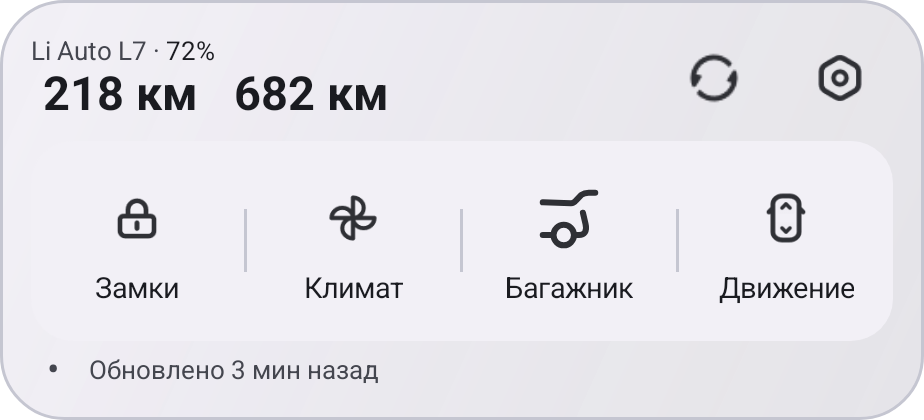 Li Auto L7 · 72%
218 км 682 км
Замки Климат Багажник Движение
• Обновлено 3 мин назад